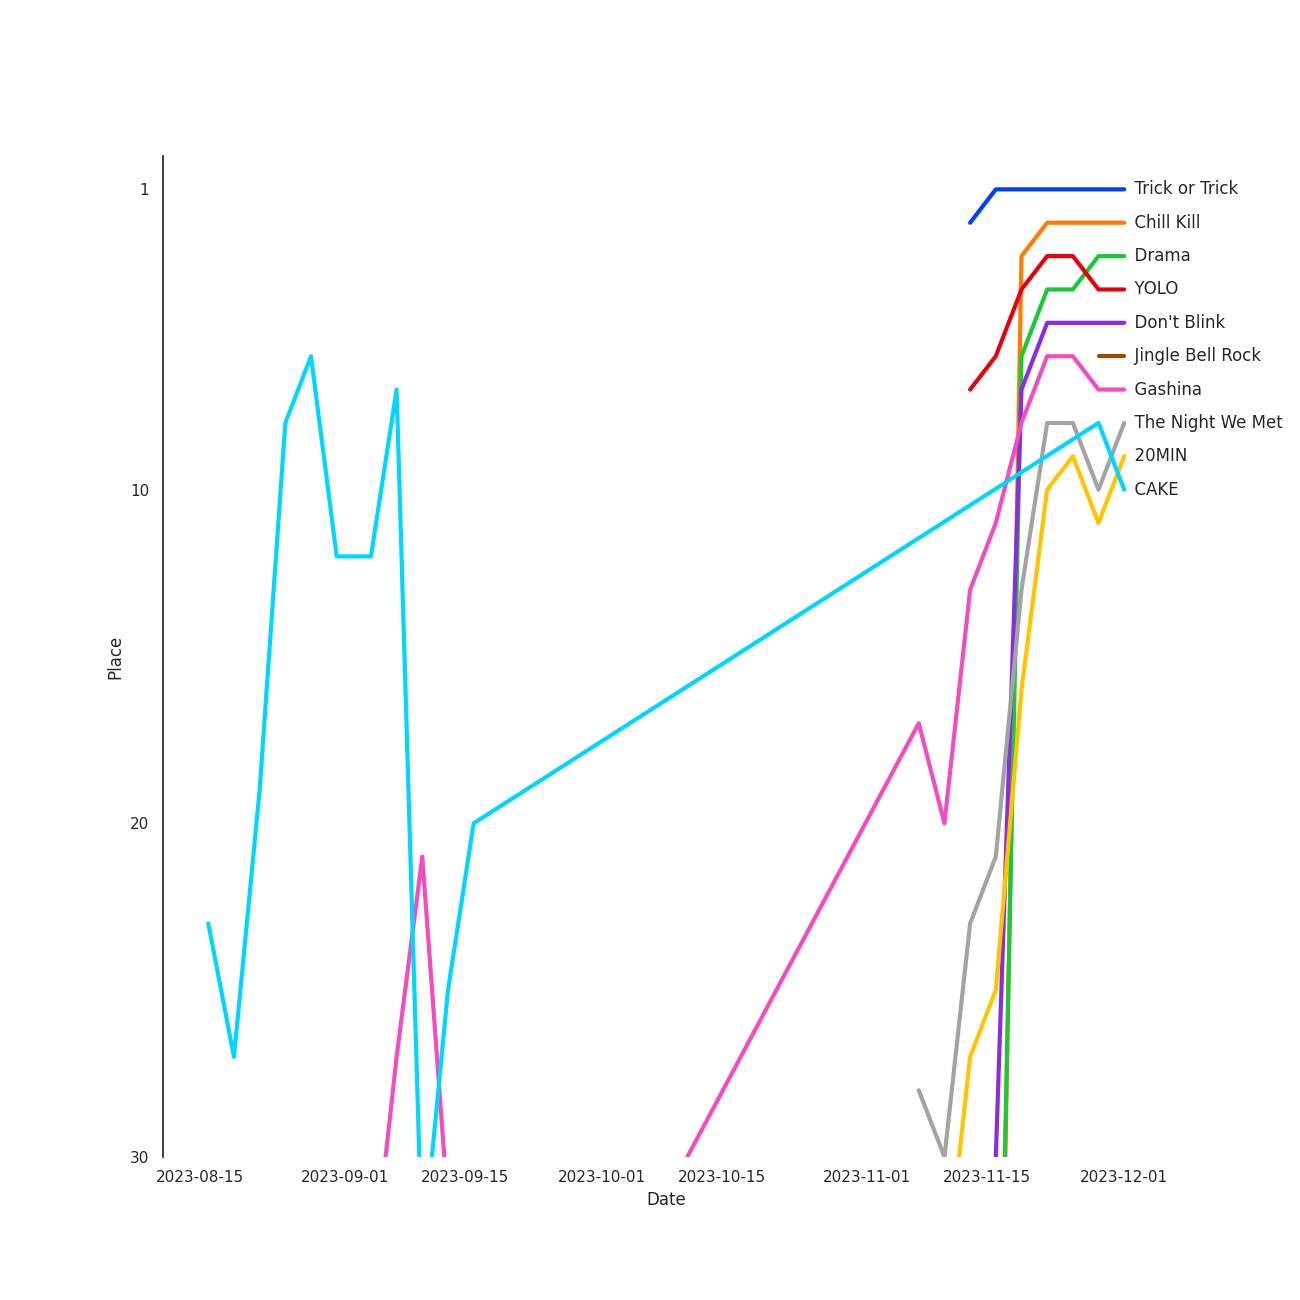 1
Trick or Trick
Chill Kill
Drama
YOLO
Don't Blink
Jingle Bell Rock
Gashina
The Night We Met
20MIN
10
CAKE
Place
20
30
2023-08-15 2023-09-01 2023-09-15 2023-10-01 2023-10-15 2023-11-01 2023-11-15 2023-12-01
Date